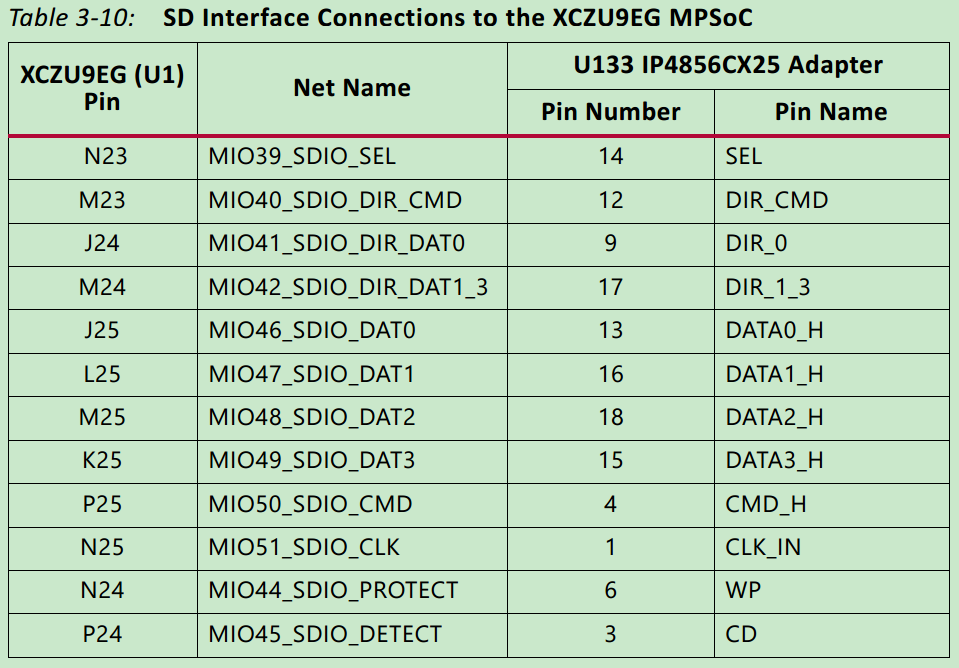 Table 3-10: SD Interface Connections to the XCZU9EG MPSoC
XCZU9EG (U1) Pin Net Name U133 IP4856CX25 Adapter
Pin Number Pin Name
N23 MIO39_SDIO_SEL 14 SEL
M23 MIO40_SDIO_DIR_CMD 12 DIR_CMD
J24 MIO41_SDIO_DIR_DAT0 9 DIR_0
M24 MIO42_SDIO_DIR_DAT1_3 17 DIR_1_3
J25 MIO46_SDIO_DAT0 13 DATA0_H
L25 MIO47_SDIO_DAT1 16 DATA1_H
M25 MIO48_SDIO_DAT2 18 DATA2_H
K25 MIO49_SDIO_DAT3 15 DATA3_H
P25 MIO50_SDIO_CMD 4 CMD_H
N25 MIO51_SDIO_CLK 1 CLK_IN
N24 MIO44_SDIO_PROTECT 6 WP
P24 MIO45_SDIO_DETECT 3 CD